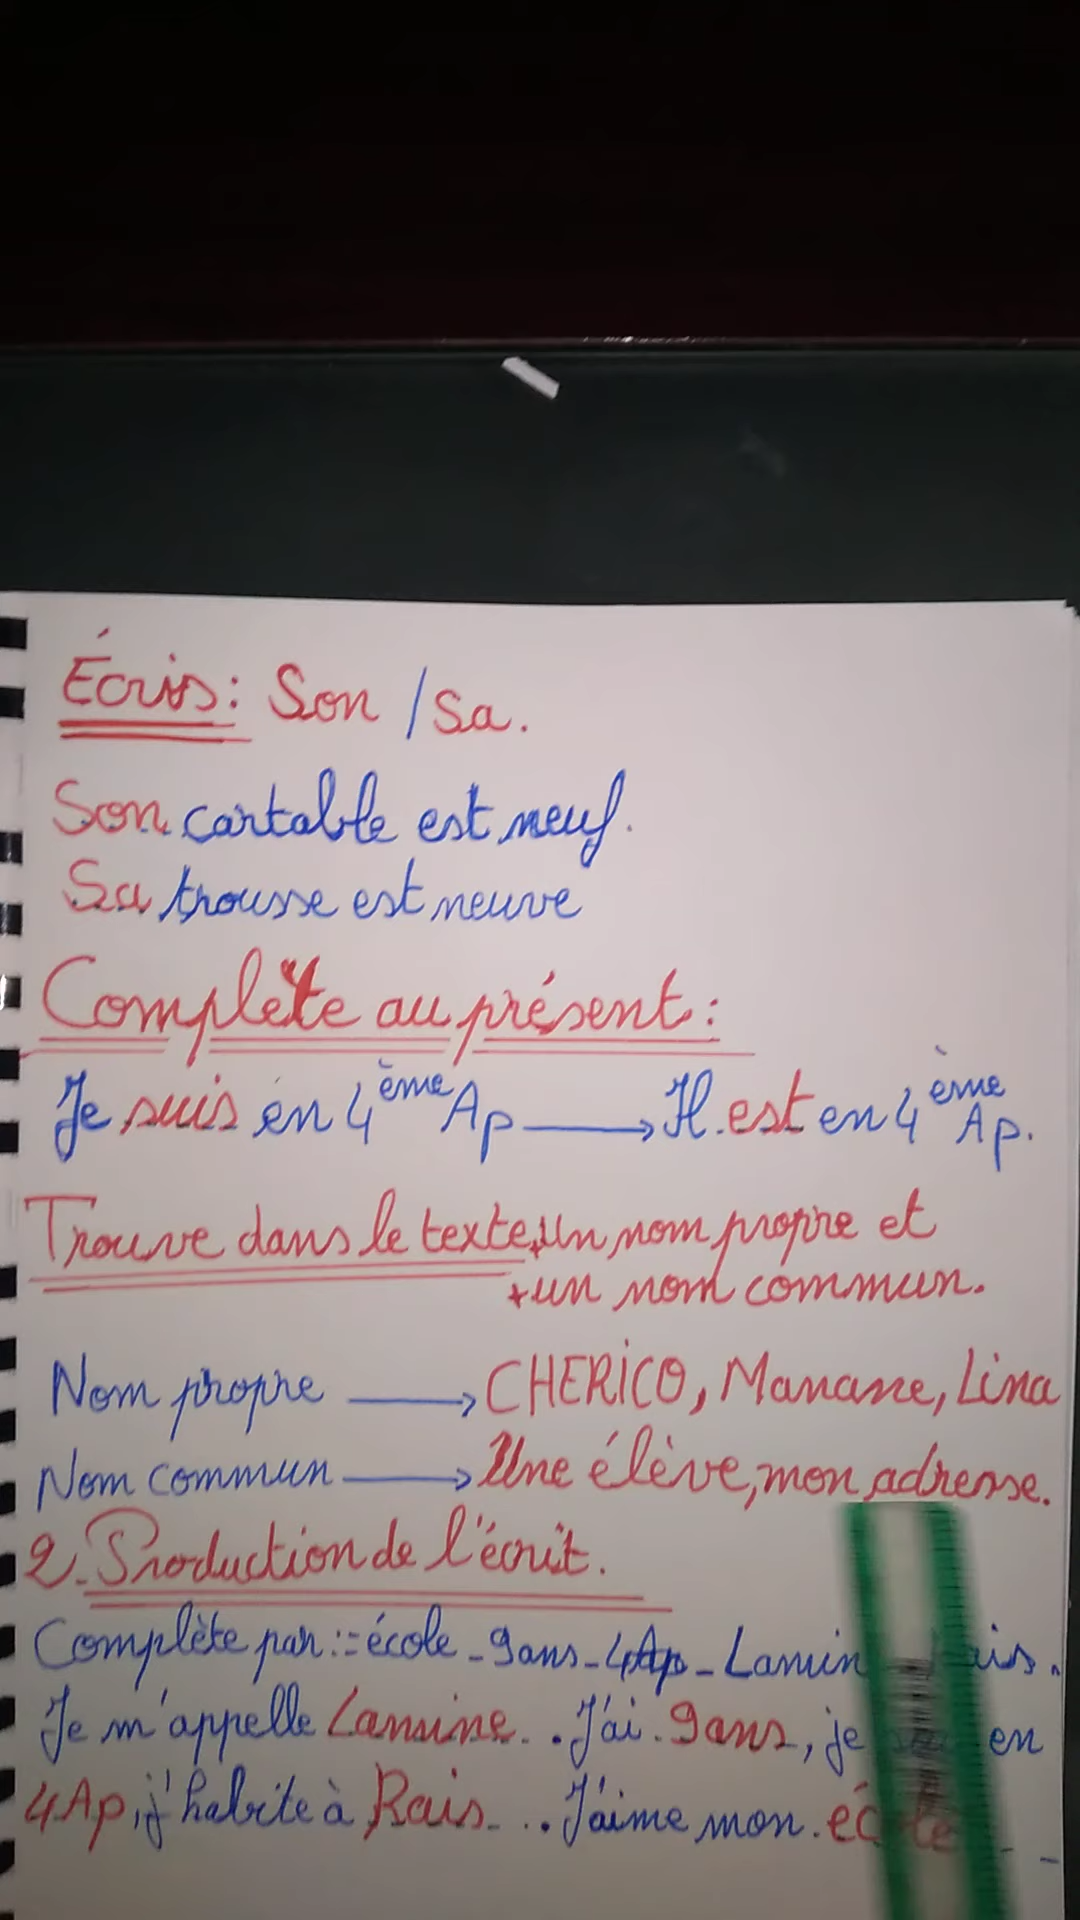 Écris: Son / Sa.
Son cartable est neuf.
Sa trousse est neuve
Complète au présent:
Je suis en 4ème Ap → Il est en 4ème Ap.
Trouve dans le texte + un nom propre et
+ un nom commun.
Nom propre → CHERICO, Manane, Lina
Nom commun → Une élève, mon adresse.
2. Production de l'écrit.
Complète par: - école - 9ans - 4Ap -
Je m'appelle Lamine.. J'ai. 9ans, je en
4Ap, j'habite à Rais... J'aime mon.